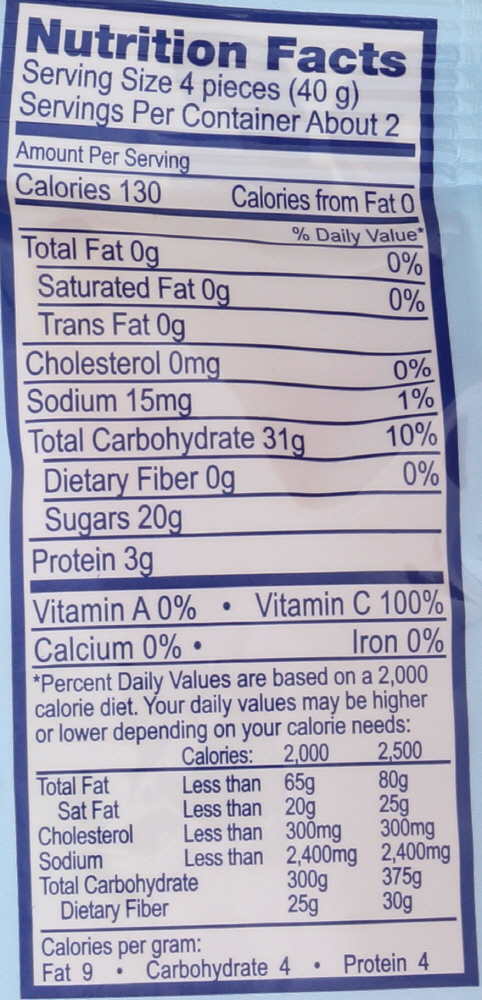 Nutrition Facts
Serving Size 4 pieces (40 g)
Servings Per Container About 2
Amount Per Serving
Calories 130 Calories from Fat 0
% Daily Value*
Total Fat 0g 0%
Saturated Fat 0g 0%
Trans Fat 0g
Cholesterol 0mg 0%
Sodium 15mg 1%
Total Carbohydrate 31g 10%
Dietary Fiber 0g 0%
Sugars 20g
Protein 3g
Vitamin A 0% • Vitamin C 100%
Calcium 0% • Iron 0%
*Percent Daily Values are based on a 2,000
calorie diet. Your daily values may be higher
or lower depending on your calorie needs:
Calories: 2,000 2,500
Total Fat Less than 65g 80g
Sat Fat Less than 20g 25g
Cholesterol Less than 300mg 300mg
Sodium Less than 2,400mg 2,400mg
Total Carbohydrate 300g 375g
Dietary Fiber 25g 30g
Calories per gram:
Fat 9 • Carbohydrate 4 • Protein 4